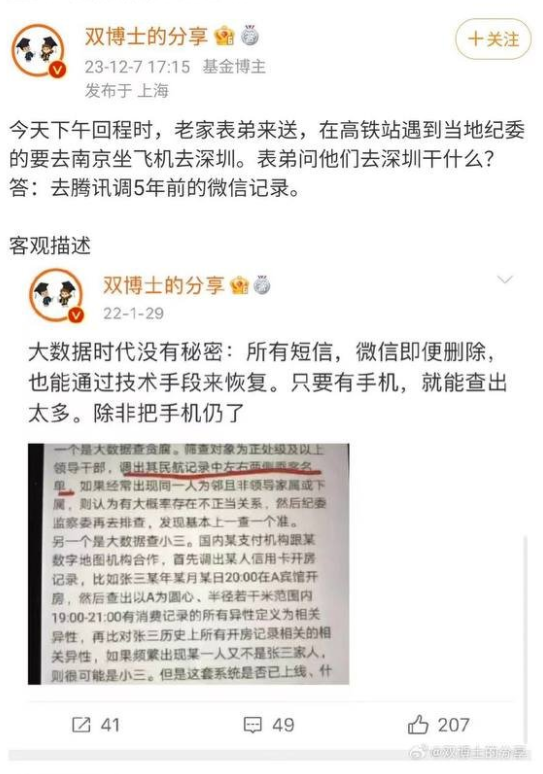 双博士的分享
+关注
23-12-7 17:15 基金博主
发布于 上海
今天下午回程时，老家表弟来送，在高铁站遇到当地纪委
的要去南京坐飞机去深圳。表弟问他们去深圳干什么？
答：去腾讯调5年前的微信记录。
客观描述
双博士的分享
22-1-29
大数据时代没有秘密：所有短信，微信即便删除，
也能通过技术手段来恢复。只要有手机，就能查出
太多。除非把手机仍了
一个是大数据查贪腐。筛查对象为正处级及以上
领导干部，调出其民航记录中左右两侧乘客名
单，如果经常出现同一人为邻且非领导家属或下
属，则认为有大概率存在不正当关系，然后纪委
监察委再去排查，发现基本上一查一个准。
另一个是大数据查小三。国内某支付机构跟某
数字地图机构合作，首先调出某人信用卡开房
记录，比如张三某年某月某日20:00在A宾馆开
房，然后查出以A为圆心、半径若干米范围内
19:00-21:00有消费记录的所有异性定义为相关
异性，再比对张三历史上所有开房记录相关的相
关异性，如果频繁出现某一人又不是张三家人，
则很可能是小三。但是这套系统是否已上线、什
41
49
207
@双博士的分享